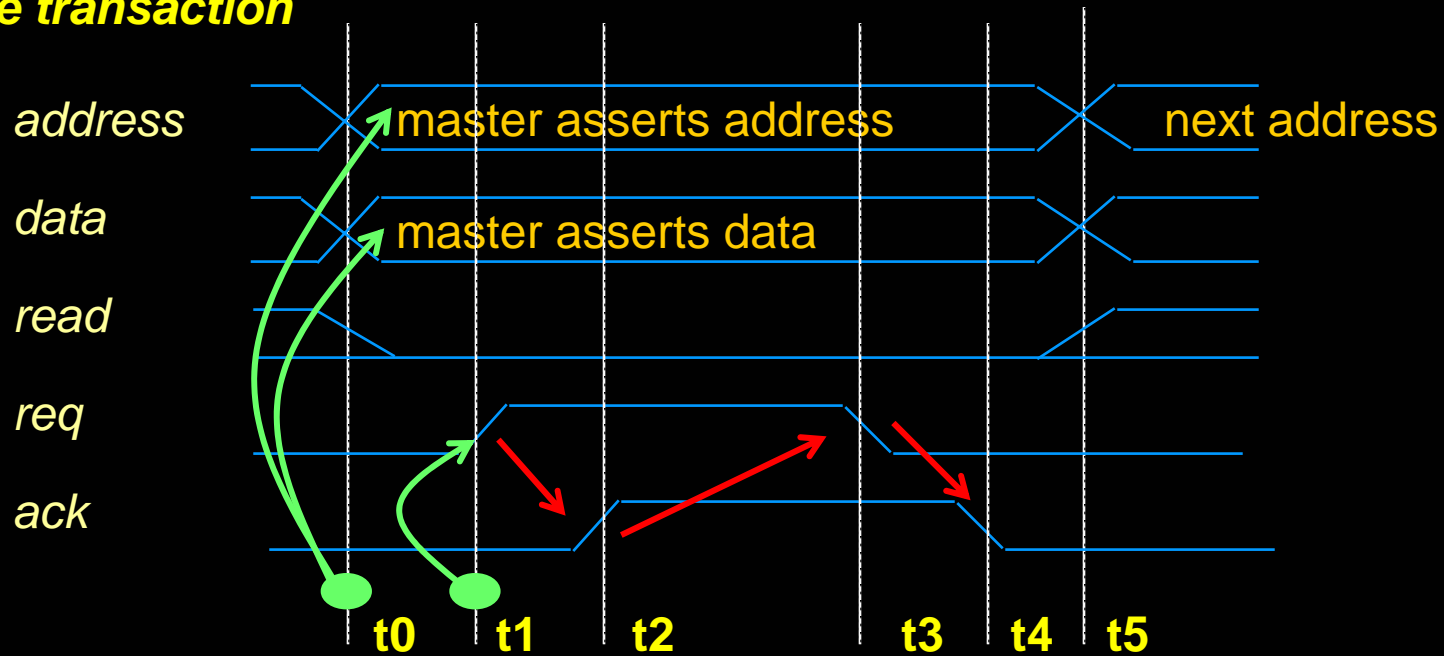 e transaction
address master asserts address next address
data master asserts data
read
req
ack
t0 t1 t2 t3 t4 t5